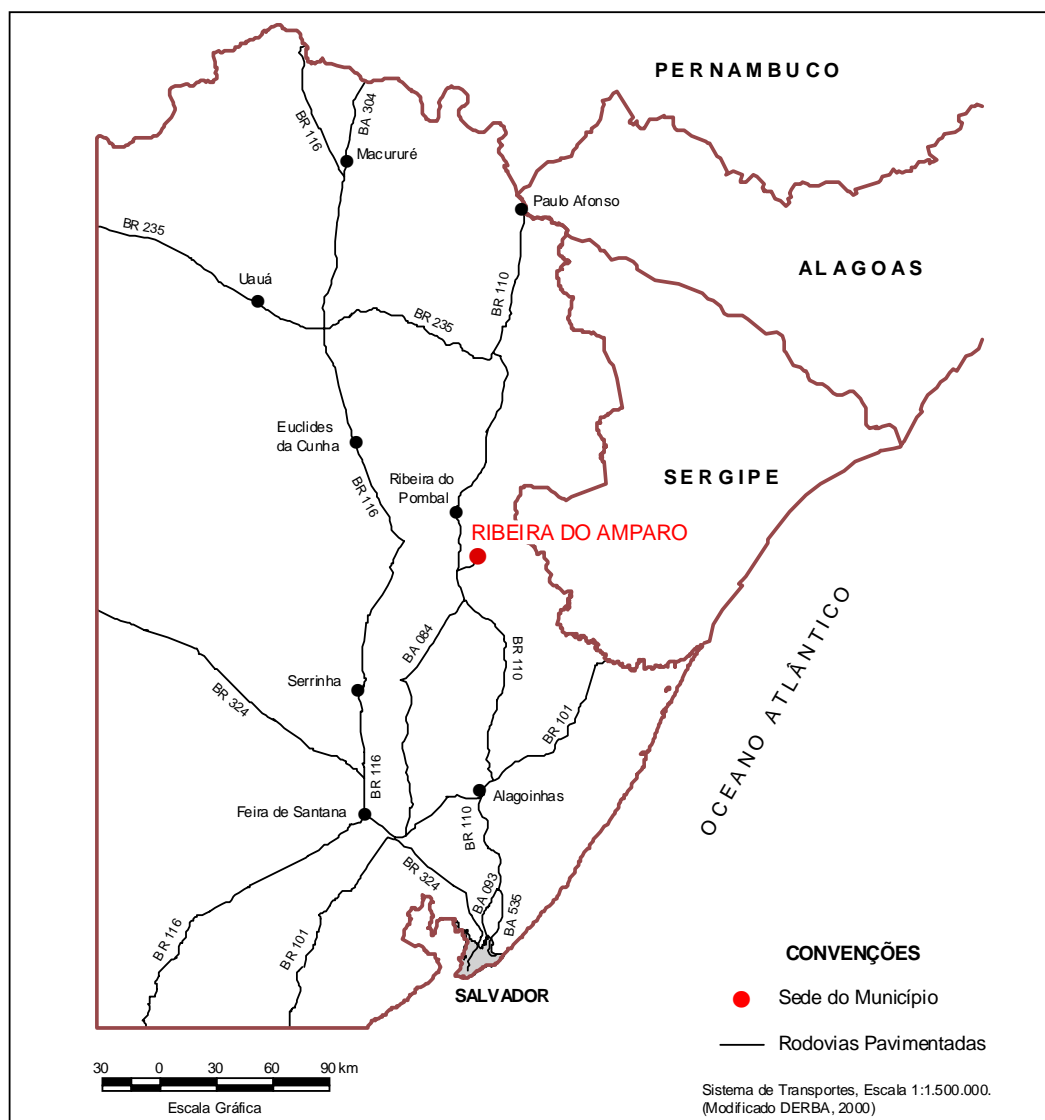 PERNAMBUCO
BR 116
BA 304
Macururé
Paulo Afonso
BR 235
ALAGOAS
Uauá
BR 110
BR 235
Euclides
da Cunha
Ribeira do
Pombal
SERGIPE
BR 116
RIBEIRA DO AMPARO
OCEANO ATLÂNTICO
BA 084
BR 110
Serrinha
BR 324
BR 101
BR 116
Alagoinhas
Feira de Santana
BR 110
BR 324
BA 093
BA 535
BR 116
BR 101
SALVADOR
CONVENÇÕES
Sede do Município
Rodovias Pavimentadas
30 0 30 60 90 km
Escala Gráfica
Sistema de Transportes, Escala 1:1.500.000.
(Modificado DERBA, 2000)